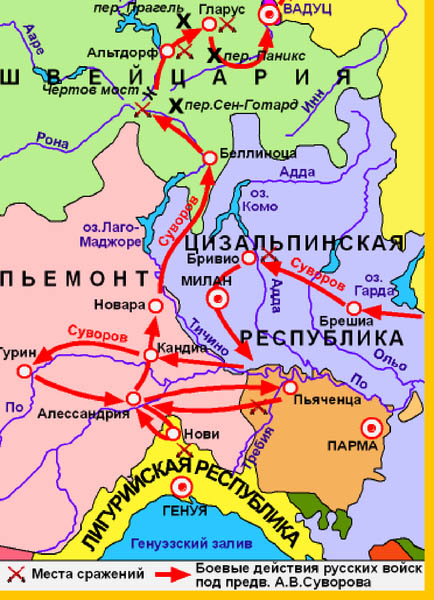 пер. Прагель
Гларус
ВАДУЦ
Ааре
Альтдорф
пер.Паникс
ШВЕЙЦАРИЯ
Чертов мост
пер.Сен-Готард
Инн
Рона
Беллиноца
Адда
оз.
Комо
оз.Лаго-
Маджоре
Суворов
ЦИЗАЛЬПИНСКАЯ
Бривио
Суворов
ПЬЕМОНТ
МИЛАН
Адда
оз.
Гарда
Новара
Брешиа
Суворов
Тичино
РЕСПУБЛИКА
Турин
Кандиа
Ольо
По
По
Алессандрия
Пьяченца
Нови
Треб́ия
ПАРМА
ЛИГУРИЙСКАЯ РЕСПУБЛИКА
ГЕНУЯ
Генуэзский залив
Места сражений
Боевые действия русских войск
под предв. А.В.Суворова